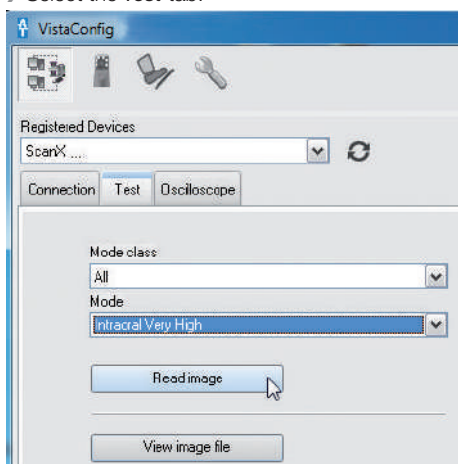 Select the Test tab.
VistaConfig
Registered Devices
ScanX ...
Connection Test Oscilloscope
Mode class
All
Mode
Intraoral Very High
Read image
View image file